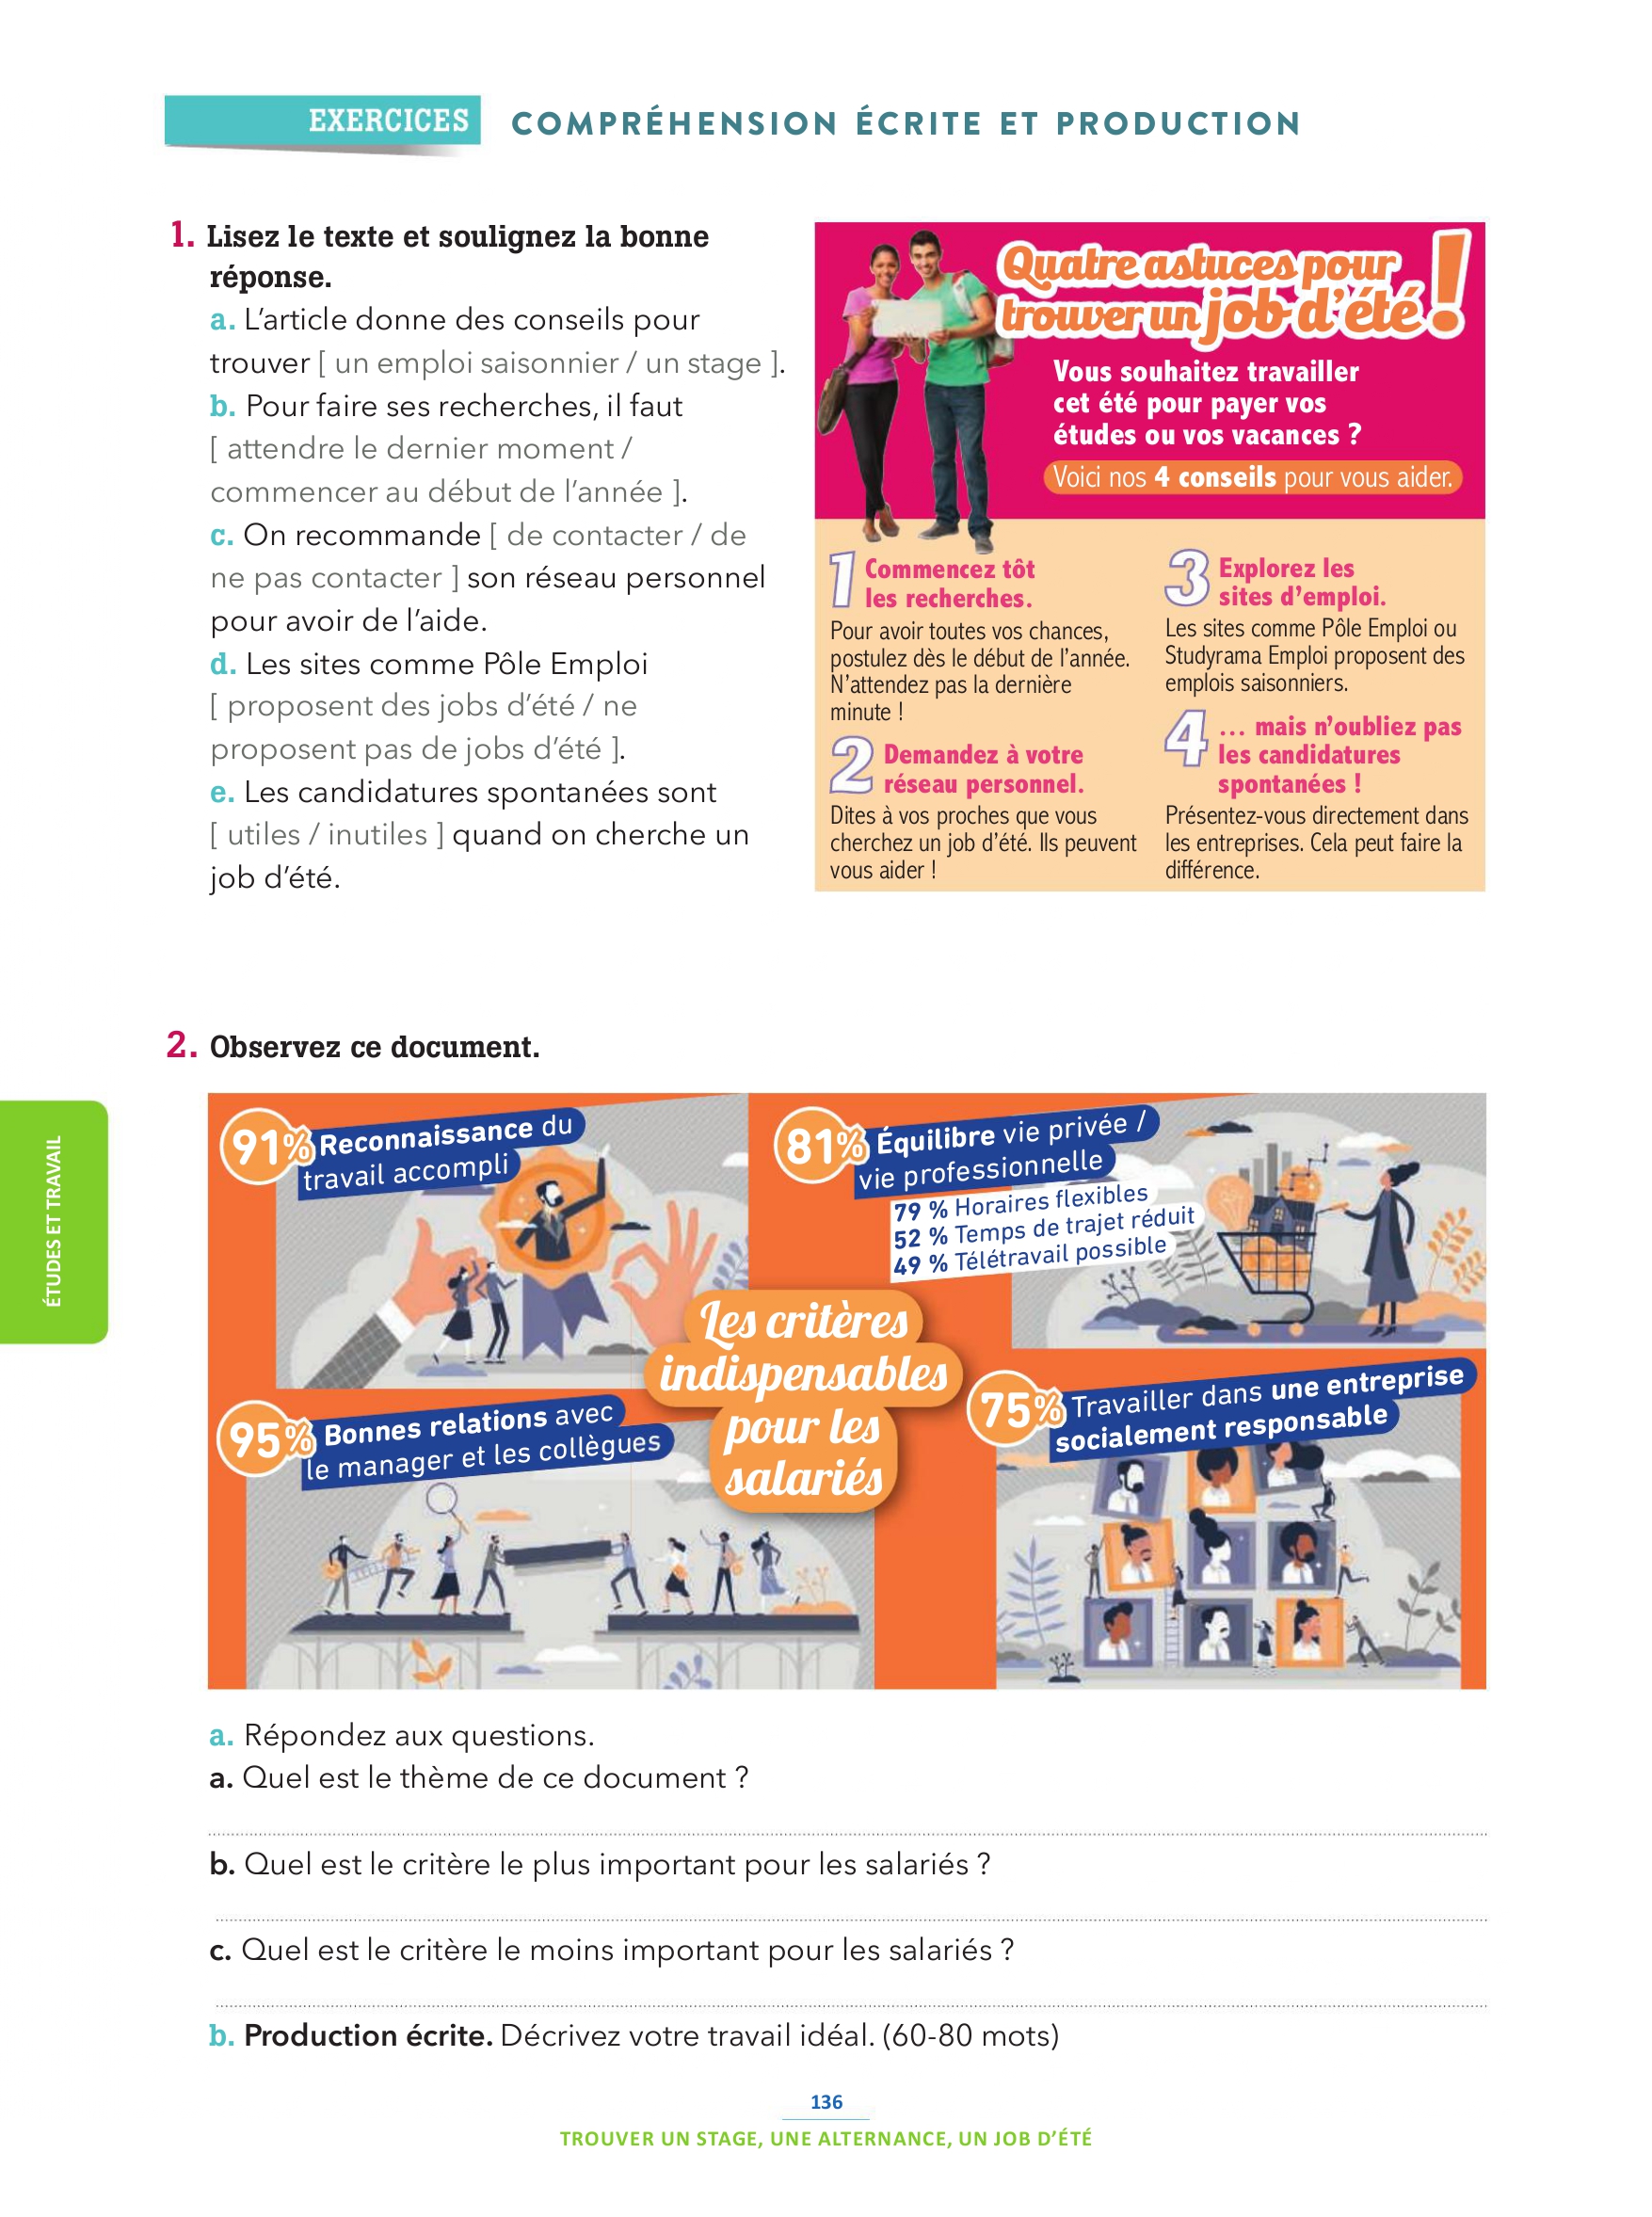 EXERCICES COMPRÉHENSION ÉCRITE ET PRODUCTION
1. Lisez le texte et soulignez la bonne
réponse.
a. L'article donne des conseils pour
trouver [ un emploi saisonnier / un stage ].
b. Pour faire ses recherches, il faut
[ attendre le dernier moment /
commencer au début de l'année ].
c. On recommande [ de contacter / de
ne pas contacter ] son réseau personnel
pour avoir de l'aide.
d. Les sites comme Pôle Emploi
[ proposent des jobs d'été / ne
proposent pas de jobs d'été ].
e. Les candidatures spontanées sont
[ utiles / inutiles ] quand on cherche un
job d'été.
Quatre astuces pour
trouver un job d'été !
Vous souhaitez travailler
cet été pour payer vos
études ou vos vacances ?
Voici nos 4 conseils pour vous aider.
1 Commencez tôt
les recherches.
Pour avoir toutes vos chances,
postulez dès le début de l'année.
N'attendez pas la dernière
minute !
2 Demandez à votre
réseau personnel.
Dites à vos proches que vous
cherchez un job d'été. Ils peuvent
vous aider !
3 Explorez les
sites d'emploi.
Les sites comme Pôle Emploi ou
Studyrama Emploi proposent des
emplois saisonniers.
4 ... mais n'oubliez pas
les candidatures
spontanées !
Présentez-vous directement dans
les entreprises. Cela peut faire la
différence.
2. Observez ce document.
91% Reconnaissance du
travail accompli
81% Équilibre vie privée /
vie professionnelle
79 % Horaires flexibles
52 % Temps de trajet réduit
49 % Télétravail possible
Les critères
indispensables
pour les
salariés
95% Bonnes relations avec
le manager et les collègues
75% Travailler dans une entreprise
socialement responsable
a. Répondez aux questions.
a. Quel est le thème de ce document ?
b. Quel est le critère le plus important pour les salariés ?
c. Quel est le critère le moins important pour les salariés ?
b. Production écrite. Décrivez votre travail idéal. (60-80 mots)
ÉTUDES ET TRAVAIL
136
TROUVER UN STAGE, UNE ALTERNANCE, UN JOB D'ÉTÉ